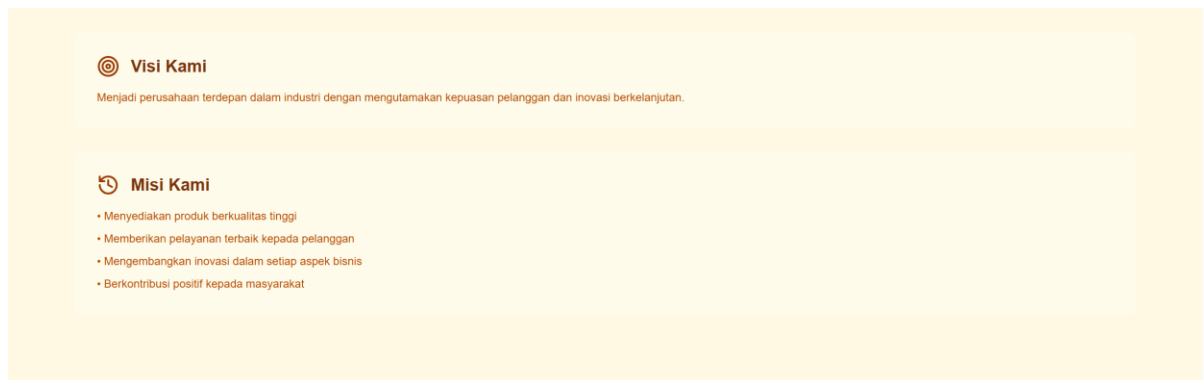 Visi Kami
Menjadi perusahaan terdepan dalam industri dengan mengutamakan kepuasan pelanggan dan inovasi berkelanjutan.
Misi Kami
• Menyediakan produk berkualitas tinggi
• Memberikan pelayanan terbaik kepada pelanggan
• Mengembangkan inovasi dalam setiap aspek bisnis
• Berkontribusi positif kepada masyarakat